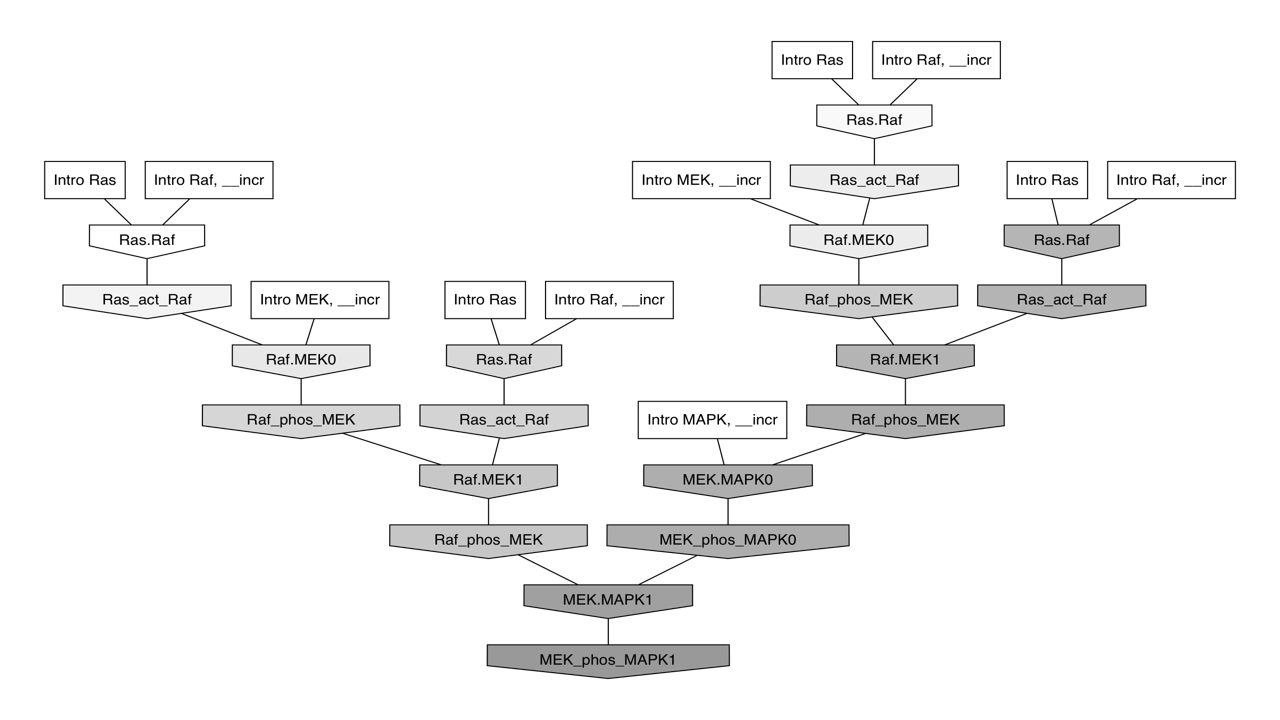 Intro Ras
Intro Raf, __incr
Ras.Raf
Intro Ras
Intro Raf, __incr
Intro MEK, __incr
Ras_act_Raf
Intro Ras
Intro Raf, __incr
Ras.Raf
Raf.MEK0
Ras.Raf
Ras_act_Raf
Intro MEK, __incr
Intro Ras
Intro Raf, __incr
Raf_phos_MEK
Ras_act_Raf
Raf.MEK0
Ras.Raf
Raf.MEK1
Raf_phos_MEK
Ras_act_Raf
Intro MAPK, __incr
Raf_phos_MEK
Raf.MEK1
MEK.MAPK0
Raf_phos_MEK
MEK_phos_MAPK0
MEK.MAPK1
MEK_phos_MAPK1